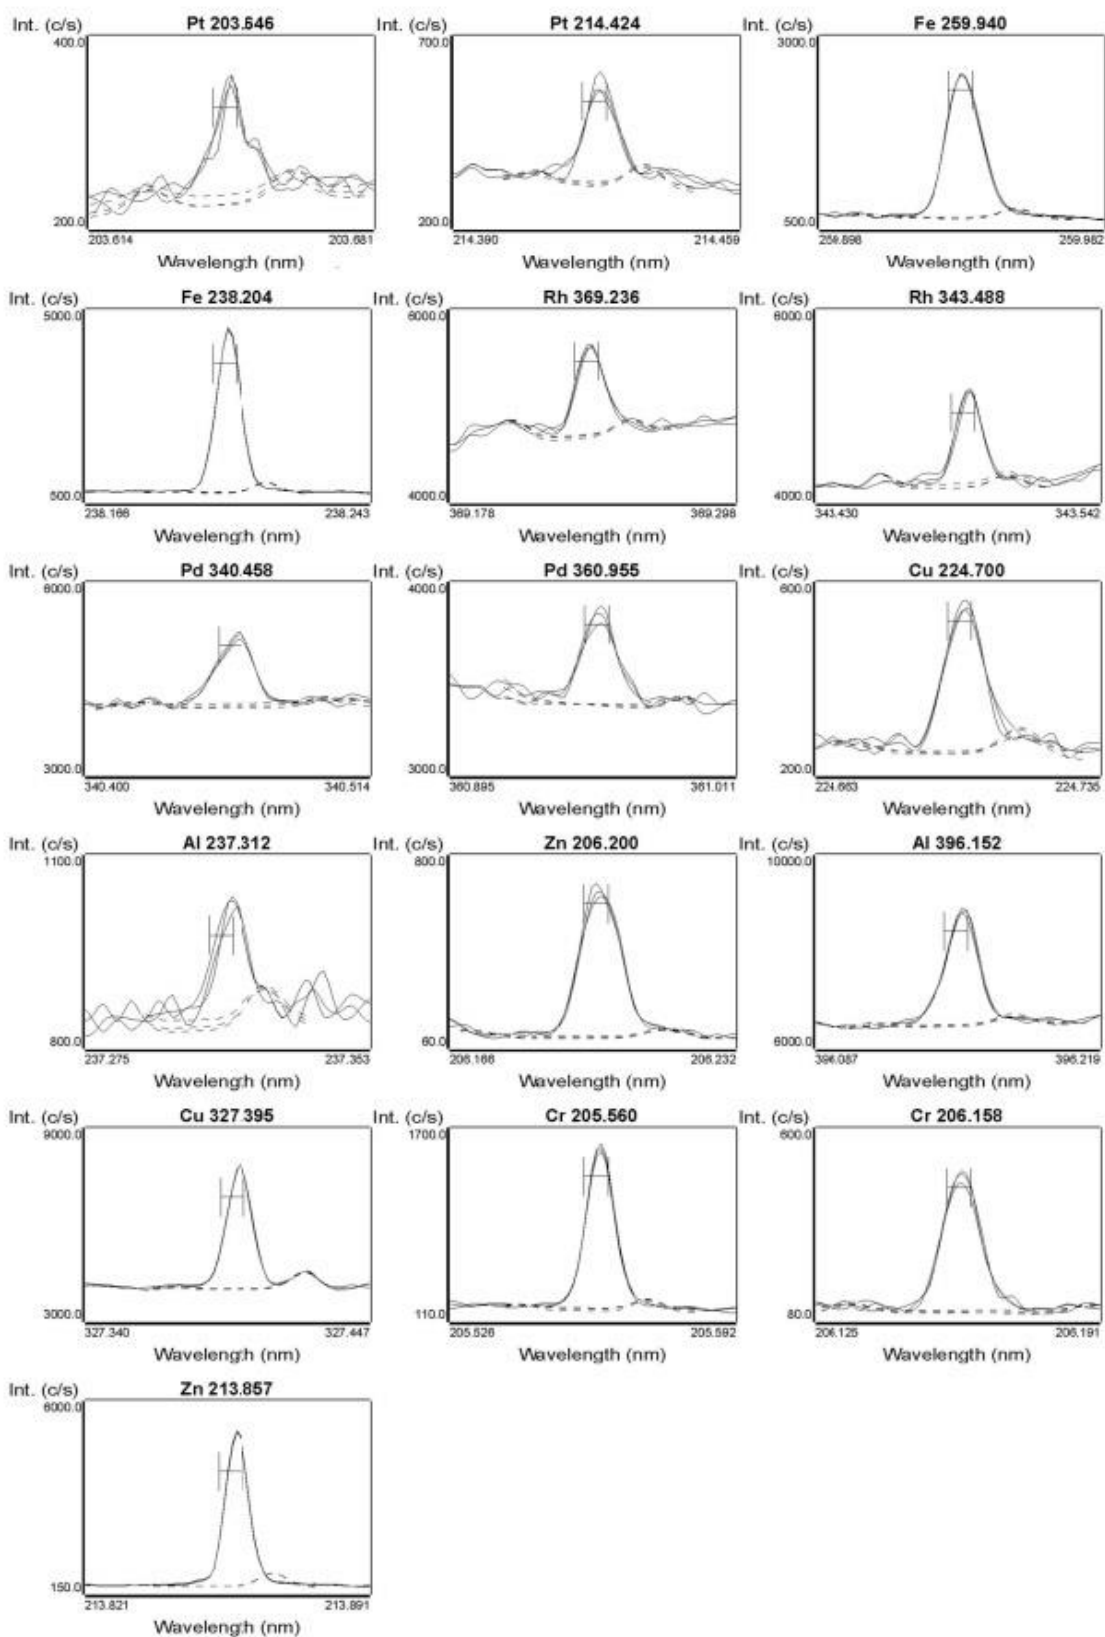 Int. (c/s) Pt 203.646 Int. (c/s) Pt 214.424 Int. (c/s) Fe 259.940
400.0 700.0 3000.0
200.0 200.0 500.0
203.614 203.681 214.390 214.459 259.898 259.982
Wavelength (nm) Wavelength (nm) Wavelength (nm)
Int. (c/s) Fe 238.204 Int. (c/s) Rh 369.236 Int. (c/s) Rh 343.488
5000.0 6000.0 6000.0
500.0 4000.0 4000.0
238.166 238.243 369.178 369.298 343.430 343.542
Wavelength (nm) Wavelength (nm) Wavelength (nm)
Int. (c/s) Pd 340.458 Int. (c/s) Pd 360.955 Int. (c/s) Cu 224.700
6000.0 4000.0 600.0
3000.0 3000.0 200.0
340.400 340.514 360.895 361.011 224.663 224.736
Wavelength (nm) Wavelength (nm) Wavelength (nm)
Int. (c/s) Al 237.312 Int. (c/s) Zn 206.200 Int. (c/s) Al 396.152
1100.0 800.0 10000.0
800.0 60.0 6000.0
237.275 237.353 206.166 206.232 396.087 396.219
Wavelength (nm) Wavelength (nm) Wavelength (nm)
Int. (c/s) Cu 327.395 Int. (c/s) Cr 205.560 Int. (c/s) Cr 206.158
9000.0 1700.0 600.0
3000.0 110.0 80.0
327.340 327.447 205.526 205.592 206.125 206.191
Wavelength (nm) Wavelength (nm) Wavelength (nm)
Int. (c/s) Zn 213.857
6000.0
150.0
213.821 213.891
Wavelength (nm)